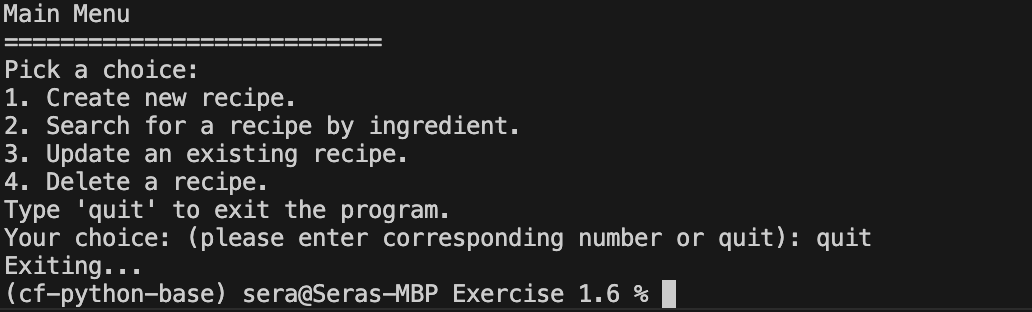 Main Menu
===========================
Pick a choice:
1. Create new recipe.
2. Search for a recipe by ingredient.
3. Update an existing recipe.
4. Delete a recipe.
Type 'quit' to exit the program.
Your choice: (please enter corresponding number or quit): quit
Exiting...
(cf-python-base) sera@Seras-MBP Exercise 1.6 %